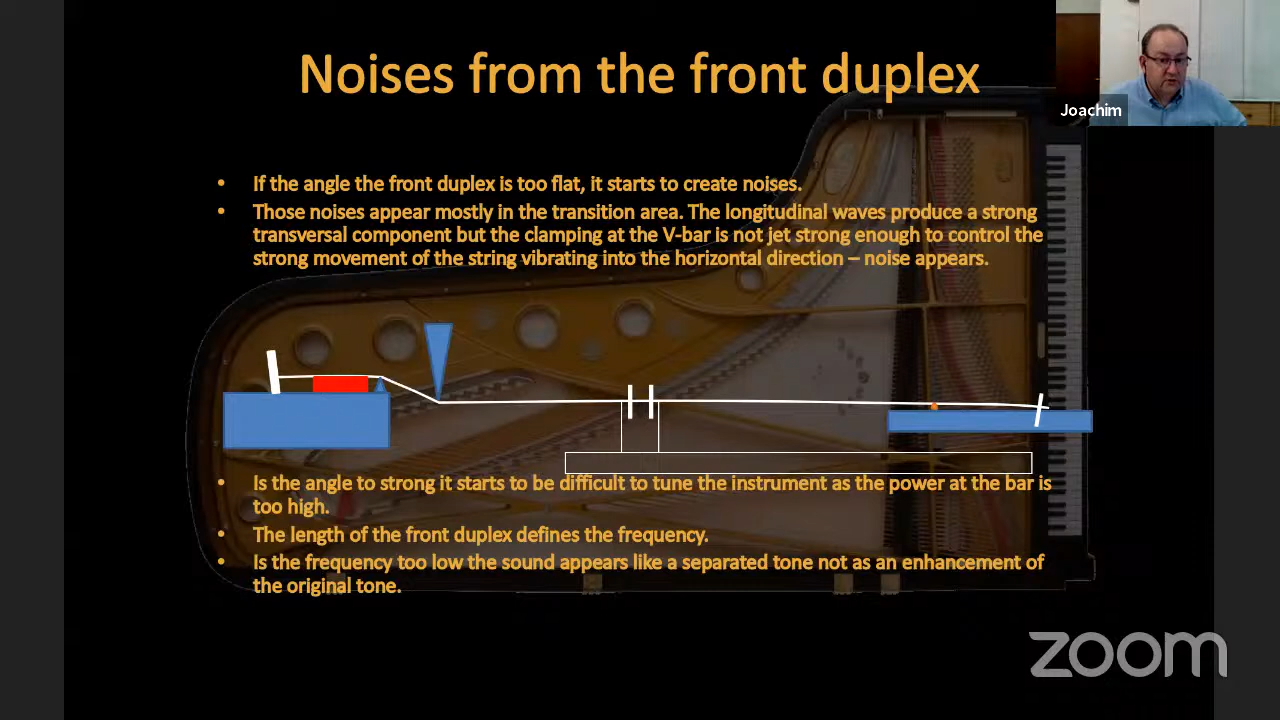 Noises from the front duplex
Joachim
• If the angle the front duplex is too flat, it starts to create noises.
• Those noises appear mostly in the transition area. The longitudinal waves produce a strong
transversal component but the clamping at the V-bar is not jet strong enough to control the
strong movement of the string vibrating into the horizontal direction – noise appears.
• Is the angle to strong it starts to be difficult to tune the instrument as the power at the bar is
too high.
• The length of the front duplex defines the frequency.
• Is the frequency too low the sound appears like a separated tone not as an enhancement of
the original tone.
zoom